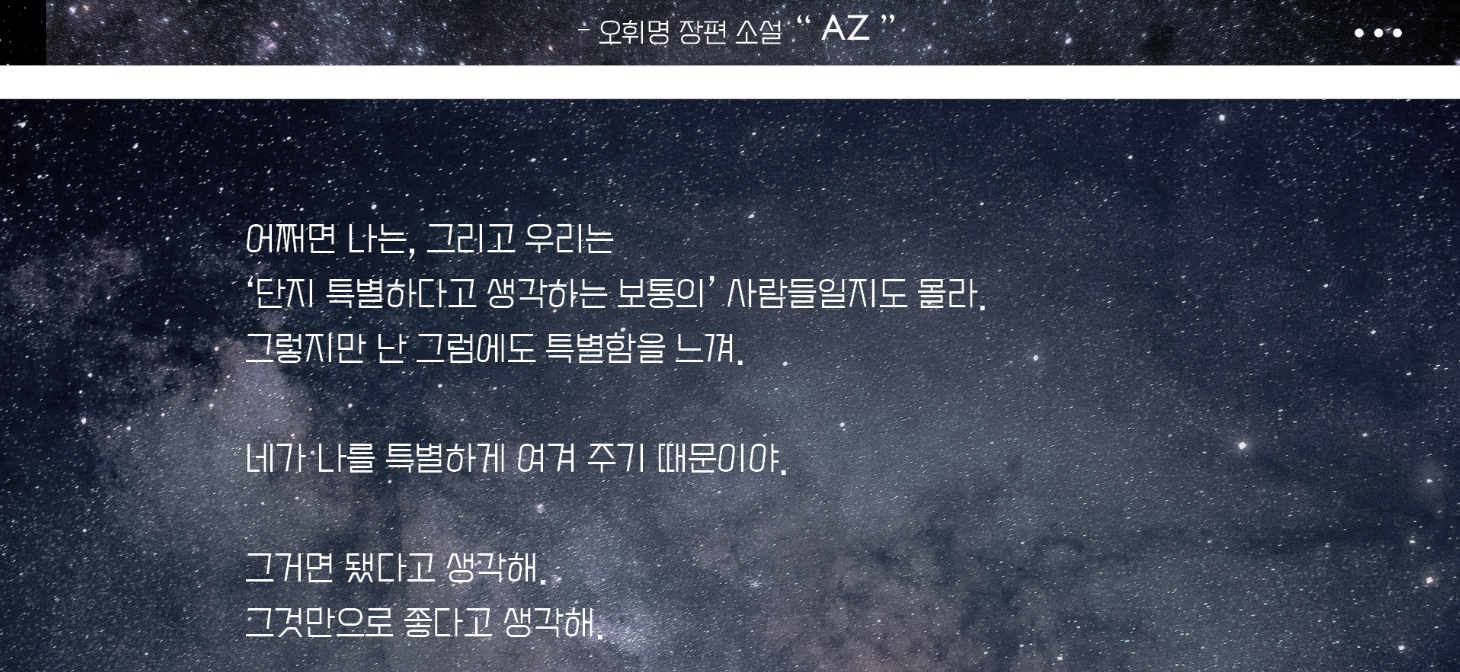 - 오휘명 장편 소설 “ AZ ”
어쩌면 나는, 그리고 우리는
‘단지 특별하다고 생각하는 보통의’ 사람들일지도 몰라.
그렇지만 난 그럼에도 특별함을 느껴.
네가 나를 특별하게 여겨 주기 때문이야.
그거면 됐다고 생각해.
그것만으로 좋다고 생각해.